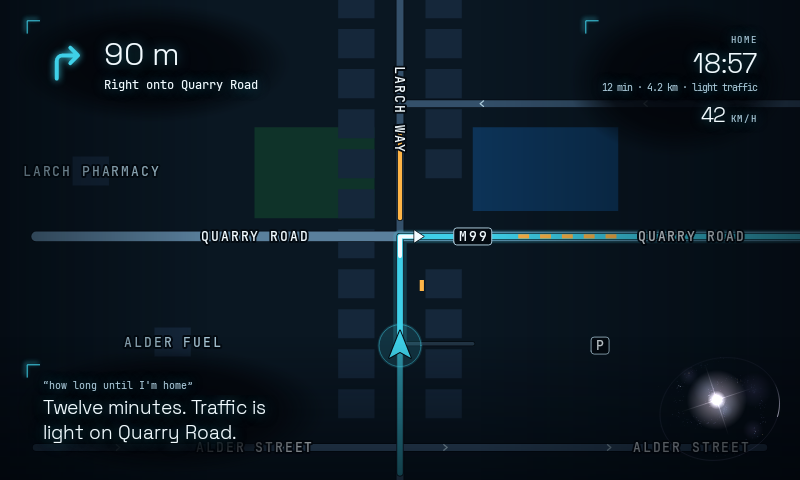 90 m
Right onto Quarry Road
HOME
18:57
12 min · 4.2 km · light traffic
42 KM/H
LARCH WAY
LARCH PHARMACY
QUARRY ROAD
M99
QUARRY ROAD
ALDER FUEL
P
“how long until I'm home”
Twelve minutes. Traffic is
light on Quarry Road.
ALDER STREET
ALDER STREET